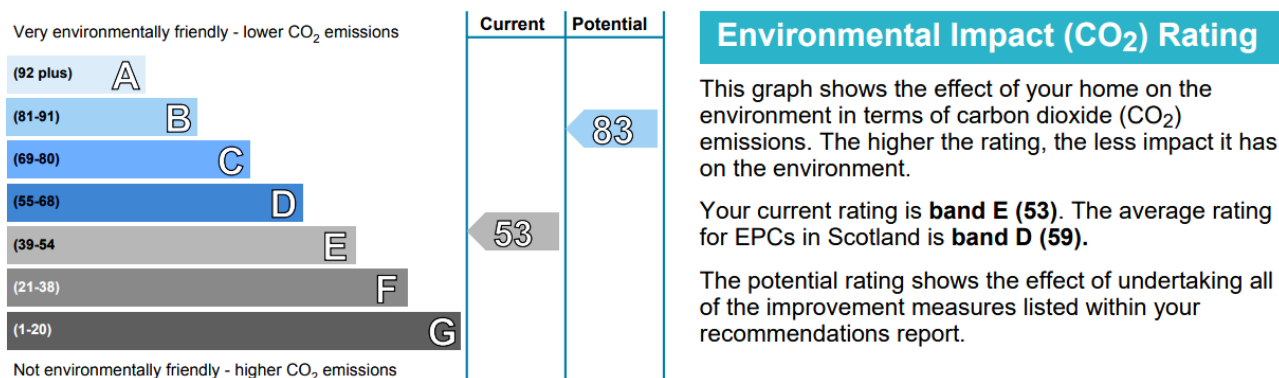 Very environmentally friendly - lower CO2 emissions
Current
Potential
(92 plus) A
(81-91) B
83
(69-80) C
(55-68) D
53
(39-54 E
(21-38) F
(1-20) G
Not environmentally friendly - higher CO2 emissions
Environmental Impact (CO2) Rating
This graph shows the effect of your home on the
environment in terms of carbon dioxide (CO2)
emissions. The higher the rating, the less impact it has
on the environment.
Your current rating is band E (53). The average rating
for EPCs in Scotland is band D (59).
The potential rating shows the effect of undertaking all
of the improvement measures listed within your
recommendations report.